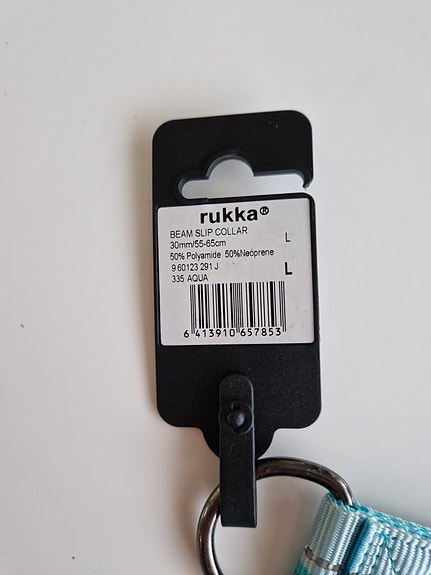 rukka®
BEAM SLIP COLLAR
30mm/55-65cm L
50% Polyamide 50%Neoprene
9 60123 291 J L
335 AQUA
6 413910 657853